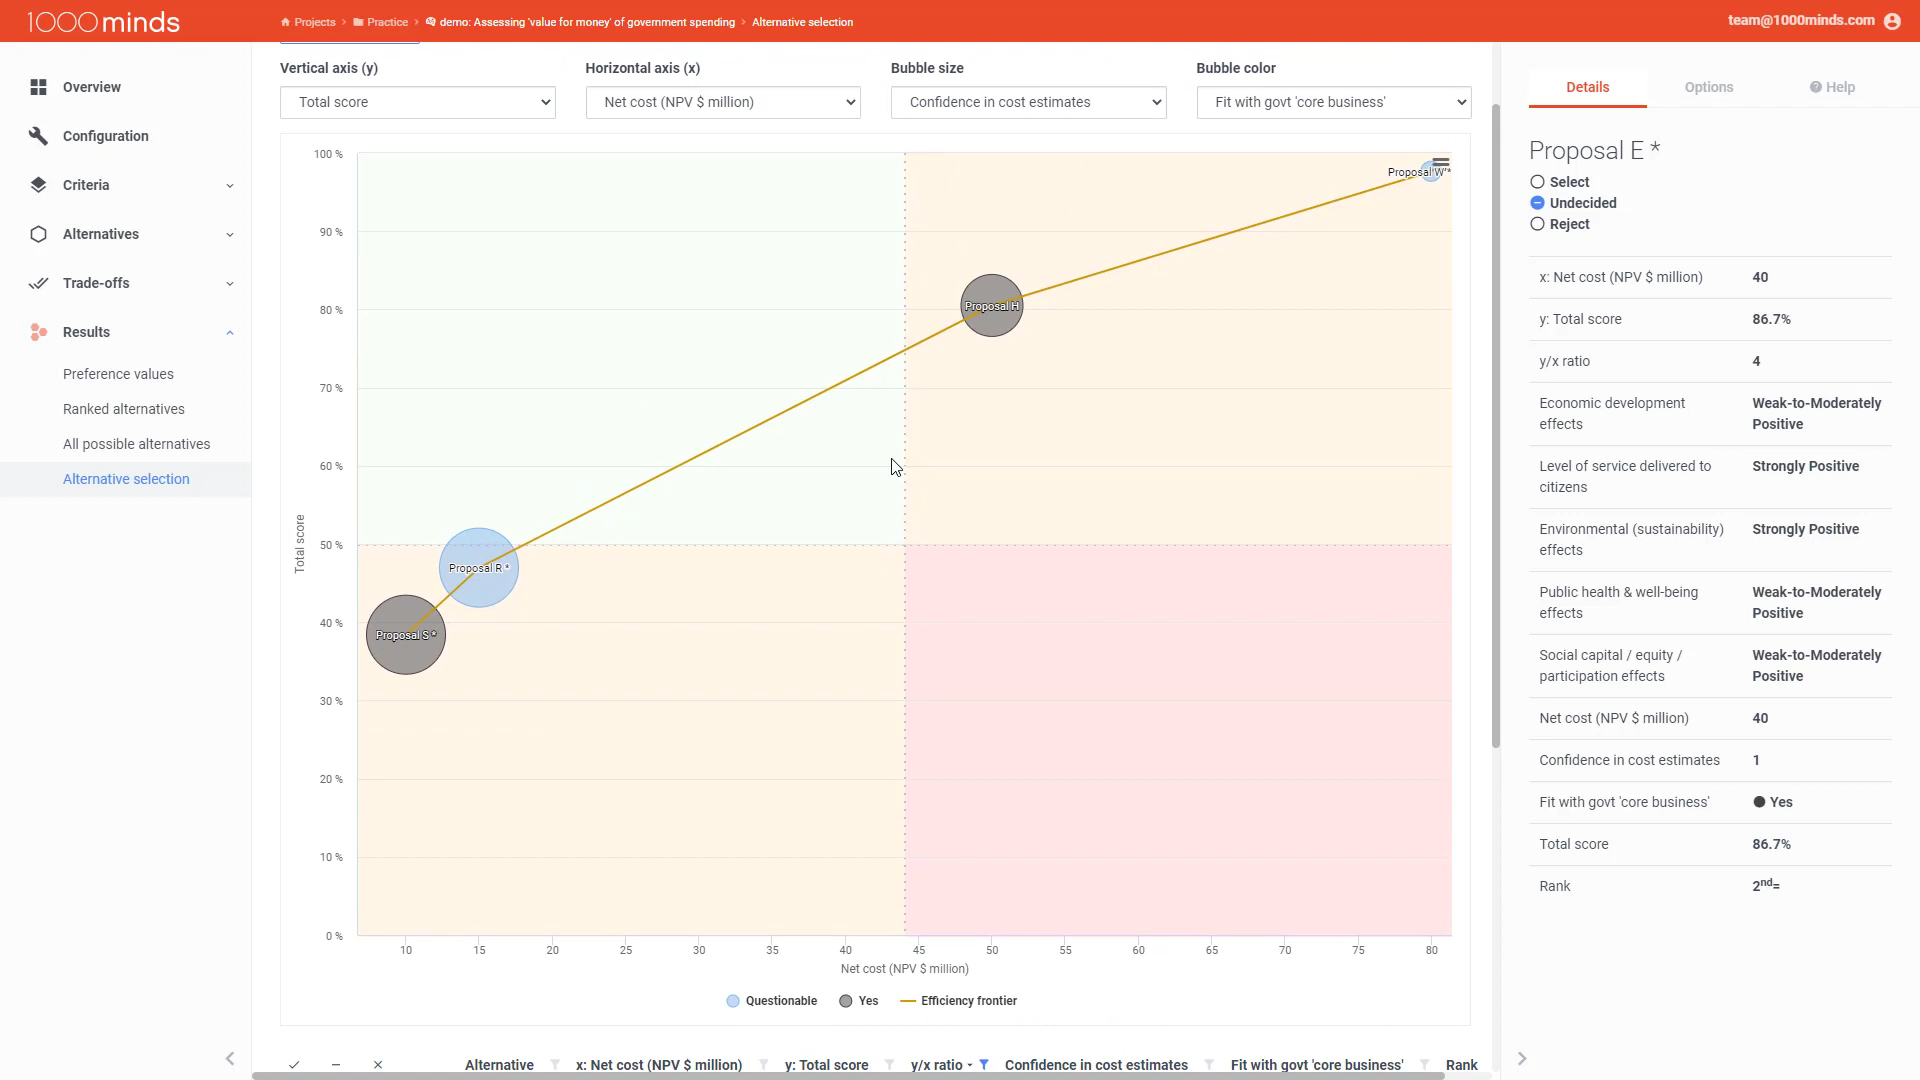 1000minds
Projects
Practice
demo: Assessing 'value for money' of government spending
Alternative selection
team@1000minds.com
Overview
Configuration
Criteria
Alternatives
Trade-offs
Results
Preference values
Ranked alternatives
All possible alternatives
Alternative selection
Vertical axis (y)
Horizontal axis (x)
Bubble size
Bubble color
Total score
Net cost (NPV $ million)
Confidence in cost estimates
Fit with govt 'core business'
100 %
90 %
80 %
70 %
60 %
50 %
40 %
30 %
20 %
10 %
0 %
Total score
Proposal W *
Proposal H
Proposal R *
Proposal S *
10 15 20 25 30 35 40 45 50 55 60 65 70 75 80
Net cost (NPV $ million)
Questionable Yes Efficiency frontier
Alternative x: Net cost (NPV $ million) y: Total score y/x ratio Confidence in cost estimates Fit with govt 'core business' Rank
Details Options Help
Proposal E *
Select
Undecided
Reject
x: Net cost (NPV $ million) 40
y: Total score 86.7%
y/x ratio 4
Economic development Weak-to-Moderately
effects Positive
Level of service delivered to Strongly Positive
citizens
Environmental (sustainability) Strongly Positive
effects
Public health & well-being Weak-to-Moderately
effects Positive
Social capital / equity / Weak-to-Moderately
participation effects Positive
Net cost (NPV $ million) 40
Confidence in cost estimates 1
Fit with govt 'core business' Yes
Total score 86.7%
Rank 2nd=